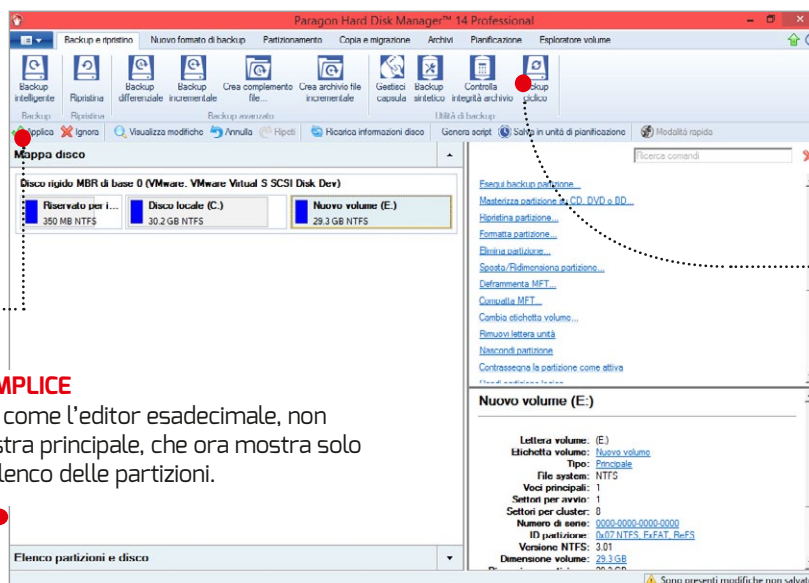 Paragon Hard Disk Manager™ 14 Professional
Backup e ripristino Nuovo formato di backup Partizionamento Copia e migrazione Archivi Pianificazione Esploratore volume
Backup intelligente
Ripristina
Backup differenziale
Backup incrementale
Crea complemento file...
Crea archivio file incrementale
Gestisci capsula
Backup sintetico
Controlla integrità archivio
Backup ciclico
Backup Ripristina Backup avanzato Utilità di backup
Applica Ignora Visualizza modifiche Annulla Ripeti Ricarica informazioni disco Genera script Salva in unità di pianificazione Modalità rapida
Mappa disco
Ricerca comandi
Disco rigido MBR di base 0 (VMware. VMware Virtual S SCSI Disk Dev)
Riservato per i...
350 MB NTFS
Disco locale (C.)
30.2 GB NTFS
Nuovo volume (E.)
29.3 GB NTFS
Esegui backup partizione...
Masterizza partizione su CD, DVD o BD...
Ripristina partizione...
Formatta partizione...
Elimina partizione...
Sposta/Ridimensiona partizione...
Deframmenta MFT...
Compatta MFT...
Cambia etichetta volume...
Rimuovi lettera unità
Nascondi partizione
Contrassegna la partizione come attiva
MPLICE
come l'editor esadecimale, non
stra principale, che ora mostra solo
lenco delle partizioni.
Nuovo volume (E:)
Lettera volume: (E.)
Etichetta volume: Nuovo volume
Tipo: Principale
File system: NTFS
Voci principali: 1
Settori per avvio: 1
Settori per cluster: 8
Numero di serie: 0000-0000-0000-0000
ID partizione: 0x07 NTFS, ExFAT, ReFS
Versione NTFS: 3.01
Dimensione volume: 29.3 GB
Elenco partizioni e disco
Sono presenti modifiche non salvat